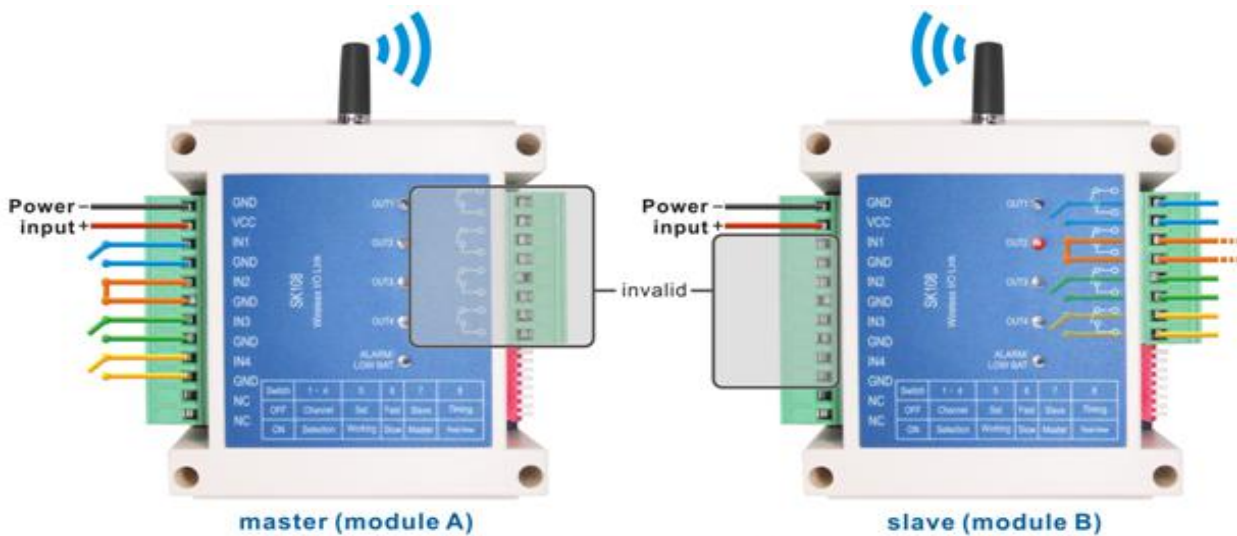 Power –
input +
GND
VCC
IN1
GND
IN2
GND
IN3
GND
IN4
GND
NC
NC
SK108
Wireless I/O Link
OUT1
OUT2
OUT3
OUT4
ALARM/
LOW BAT
Switch 1 - 4 5 6 7 8
OFF Channel Set Fast Slave Timing
ON Selection Working Slow Master Real-time
invalid
Power –
input +
GND
VCC
IN1
GND
IN2
GND
IN3
GND
IN4
GND
NC
NC
SK108
Wireless I/O Link
OUT1
OUT2
OUT3
OUT4
ALARM/
LOW BAT
Switch 1 - 4 5 6 7 8
OFF Channel Set Fast Slave Timing
ON Selection Working Slow Master Real-time
master (module A)
slave (module B)